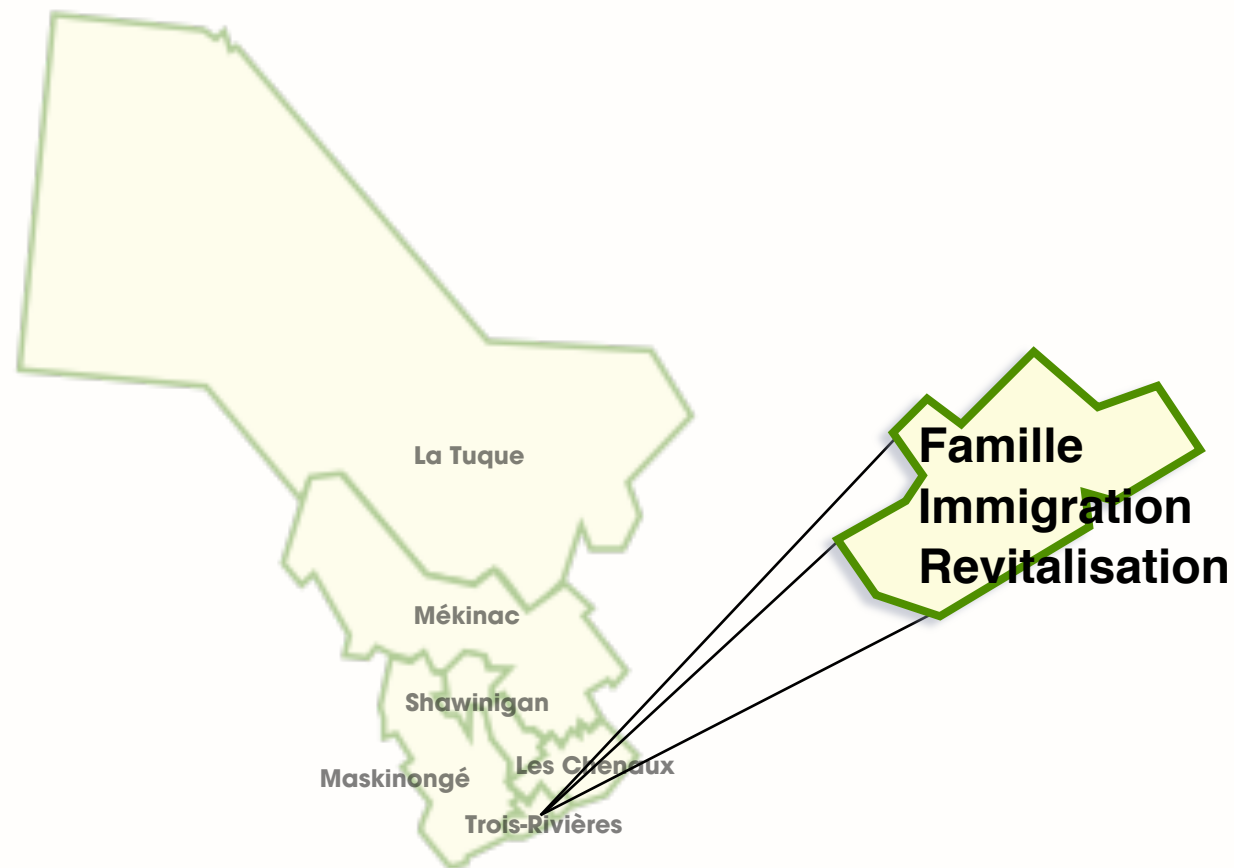 La Tuque
Famille
Immigration
Revitalisation
Mékinac
Shawinigan
Les Chenaux
Maskinongé
Trois-Rivières